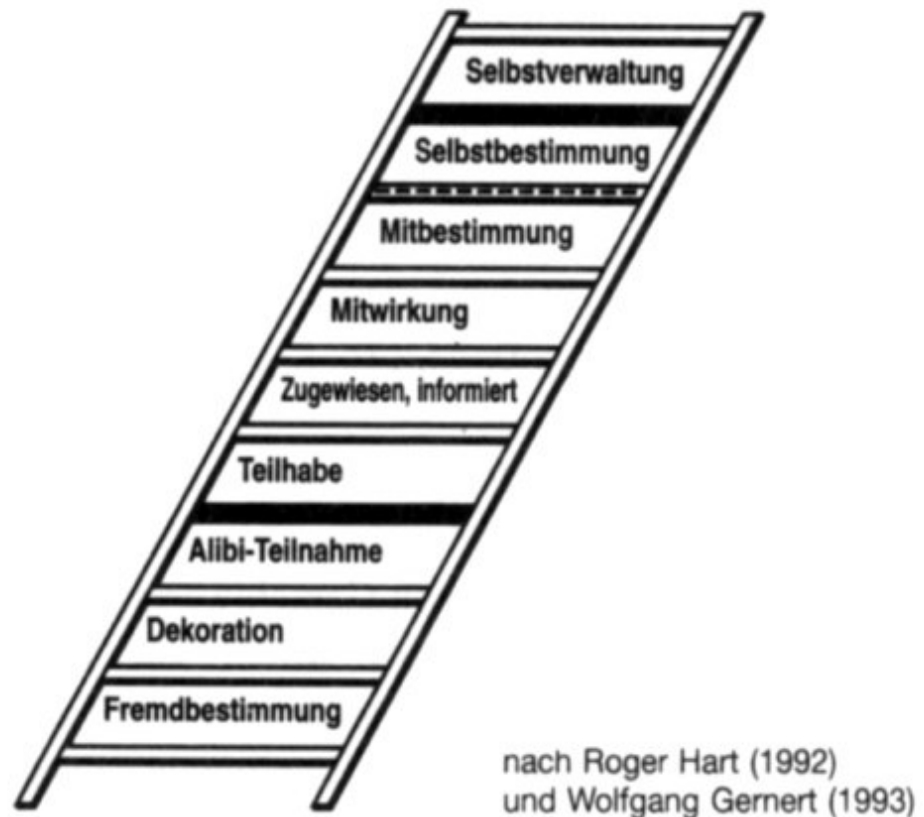 Selbstverwaltung
Selbstbestimmung
Mitbestimmung
Mitwirkung
Zugewiesen, informiert
Teilhabe
Alibi-Teilnahme
Dekoration
Fremdbestimmung
nach Roger Hart (1992)
und Wolfgang Gernert (1993)